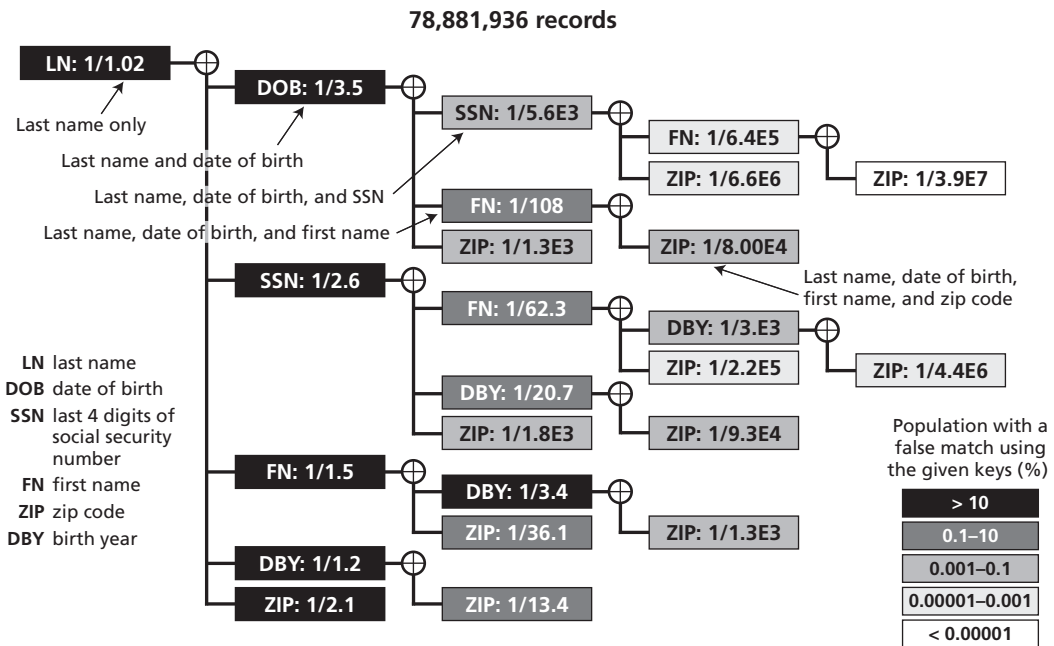 78,881,936 records
LN: 1/1.02
Last name only
DOB: 1/3.5
Last name and date of birth
SSN: 1/5.6E3
Last name, date of birth, and SSN
FN: 1/6.4E5
ZIP: 1/3.9E7
ZIP: 1/6.6E6
FN: 1/108
Last name, date of birth, and first name
ZIP: 1/8.00E4
Last name, date of birth,
first name, and zip code
ZIP: 1/1.3E3
SSN: 1/2.6
FN: 1/62.3
DBY: 1/3.E3
ZIP: 1/4.4E6
ZIP: 1/2.2E5
DBY: 1/20.7
ZIP: 1/9.3E4
ZIP: 1/1.8E3
FN: 1/1.5
DBY: 1/3.4
ZIP: 1/1.3E3
ZIP: 1/36.1
DBY: 1/1.2
ZIP: 1/13.4
ZIP: 1/2.1
LN last name
DOB date of birth
SSN last 4 digits of
social security
number
FN first name
ZIP zip code
DBY birth year
Population with a
false match using
the given keys (%)
> 10
0.1–10
0.001–0.1
0.00001–0.001
< 0.00001